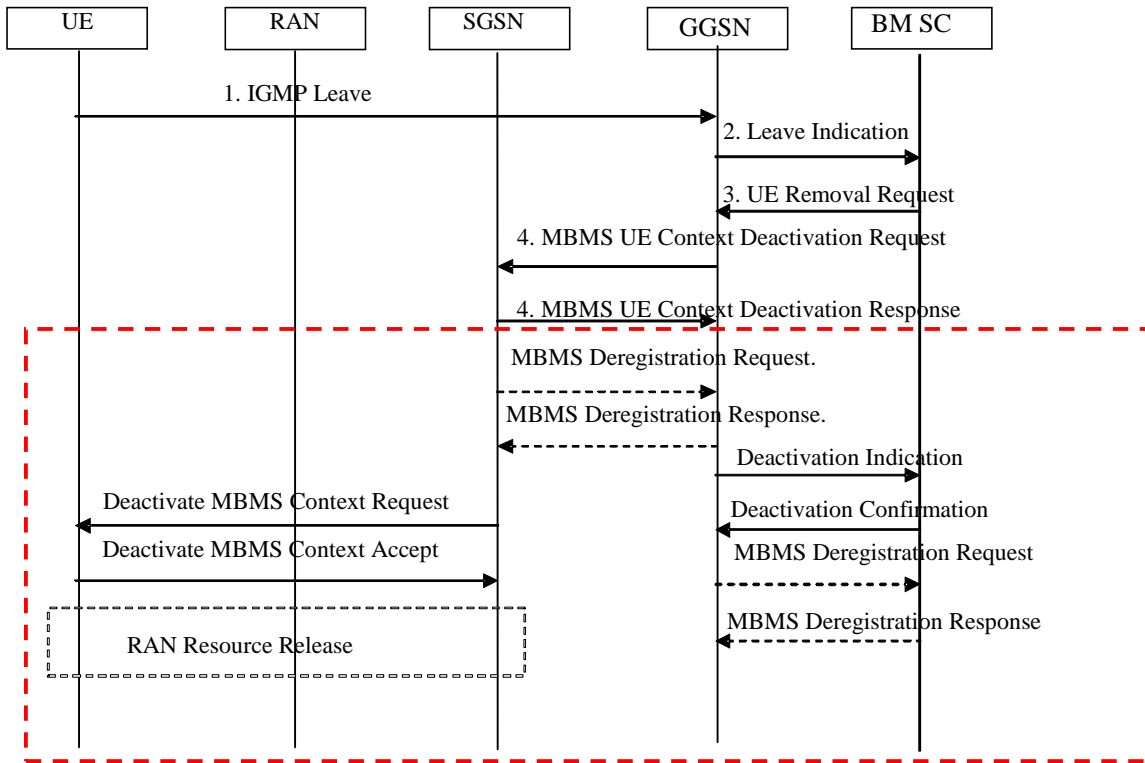 UE
RAN
SGSN
GGSN
BM SC
1. IGMP Leave
2. Leave Indication
3. UE Removal Request
4. MBMS UE Context Deactivation Request
4. MBMS UE Context Deactivation Response
MBMS Deregistration Request.
MBMS Deregistration Response.
Deactivation Indication
Deactivate MBMS Context Request
Deactivation Confirmation
Deactivate MBMS Context Accept
MBMS Deregistration Request
MBMS Deregistration Response
RAN Resource Release